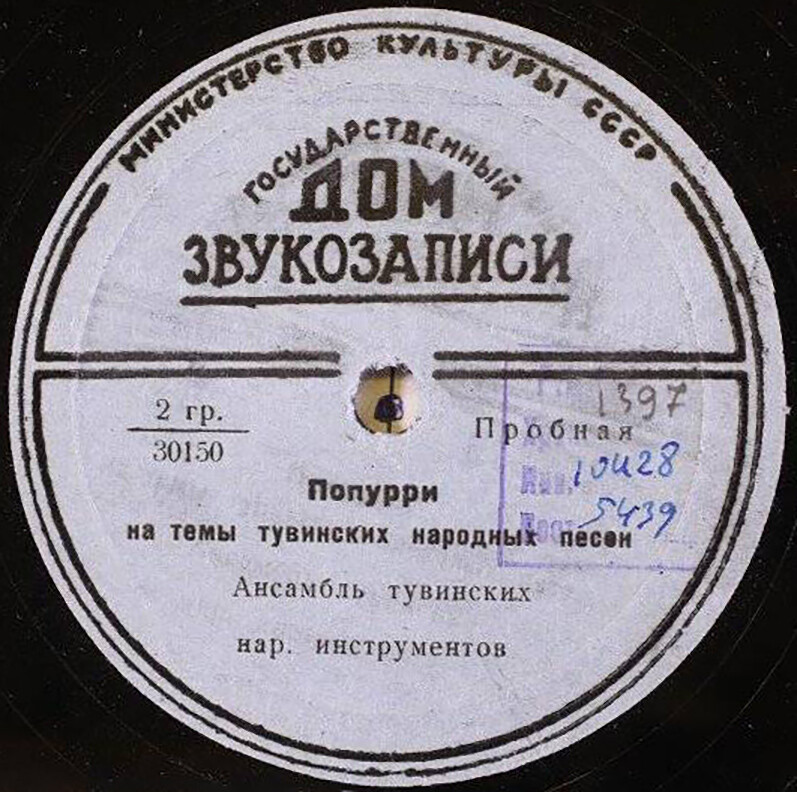 МИНИСТЕРСТВО КУЛЬТУРЫ СССР
ГОСУДАРСТВЕННЫЙ
ДОМ
ЗВУКОЗАПИСИ
2 гр.
30150
Пробная
1397
5439
Попурри
на темы тувинских народных песен
Ансамбль тувинских
нар. инструментов